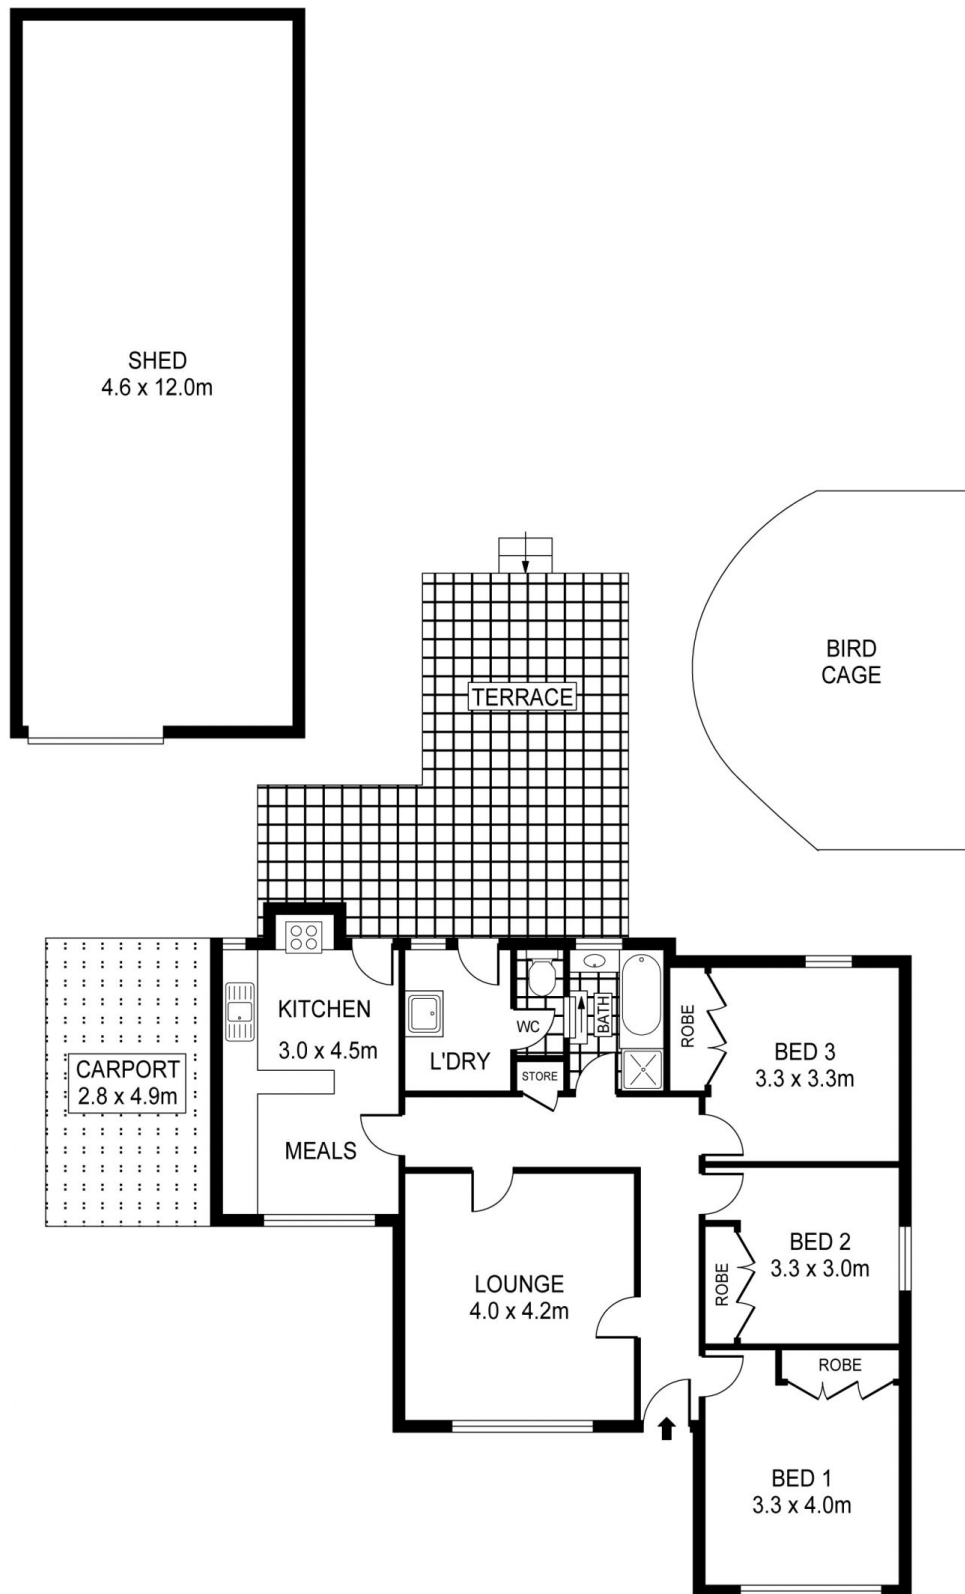 SHED
4.6 x 12.0m
BIRD
CAGE
TERRACE
KITCHEN
3.0 x 4.5m
L'DRY
WC
BATH
STORE
ROBE
BED 3
3.3 x 3.3m
CARPORT
2.8 x 4.9m
MEALS
LOUNGE
4.0 x 4.2m
ROBE
BED 2
3.3 x 3.0m
ROBE
BED 1
3.3 x 4.0m